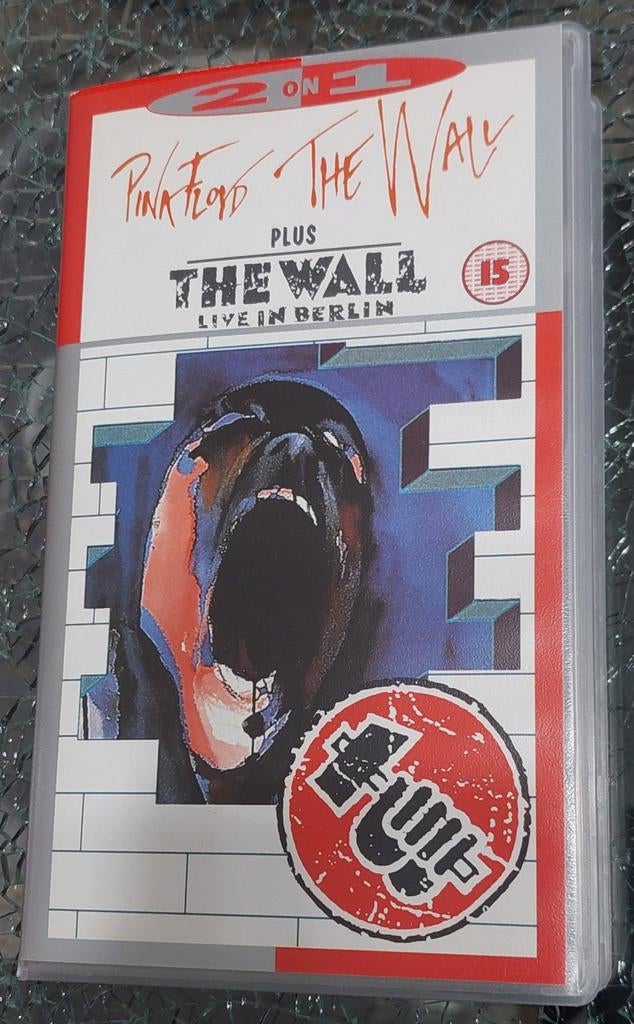 2 ON 1
PINK FLOYD THE WALL
PLUS
THE WALL
LIVE IN BERLIN
15